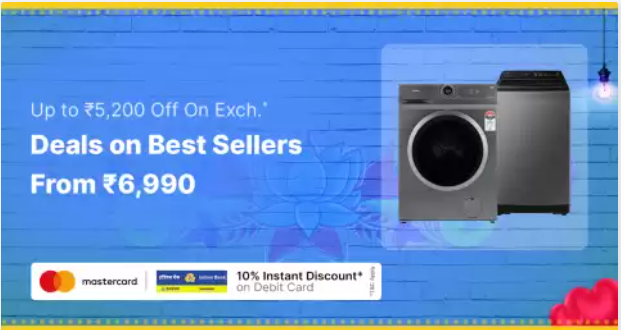 Up to ₹5,200 Off On Exch.*
Deals on Best Sellers
From ₹6,990
mastercard
Indian Bank
10% Instant Discount*
on Debit Card
*T&C Apply